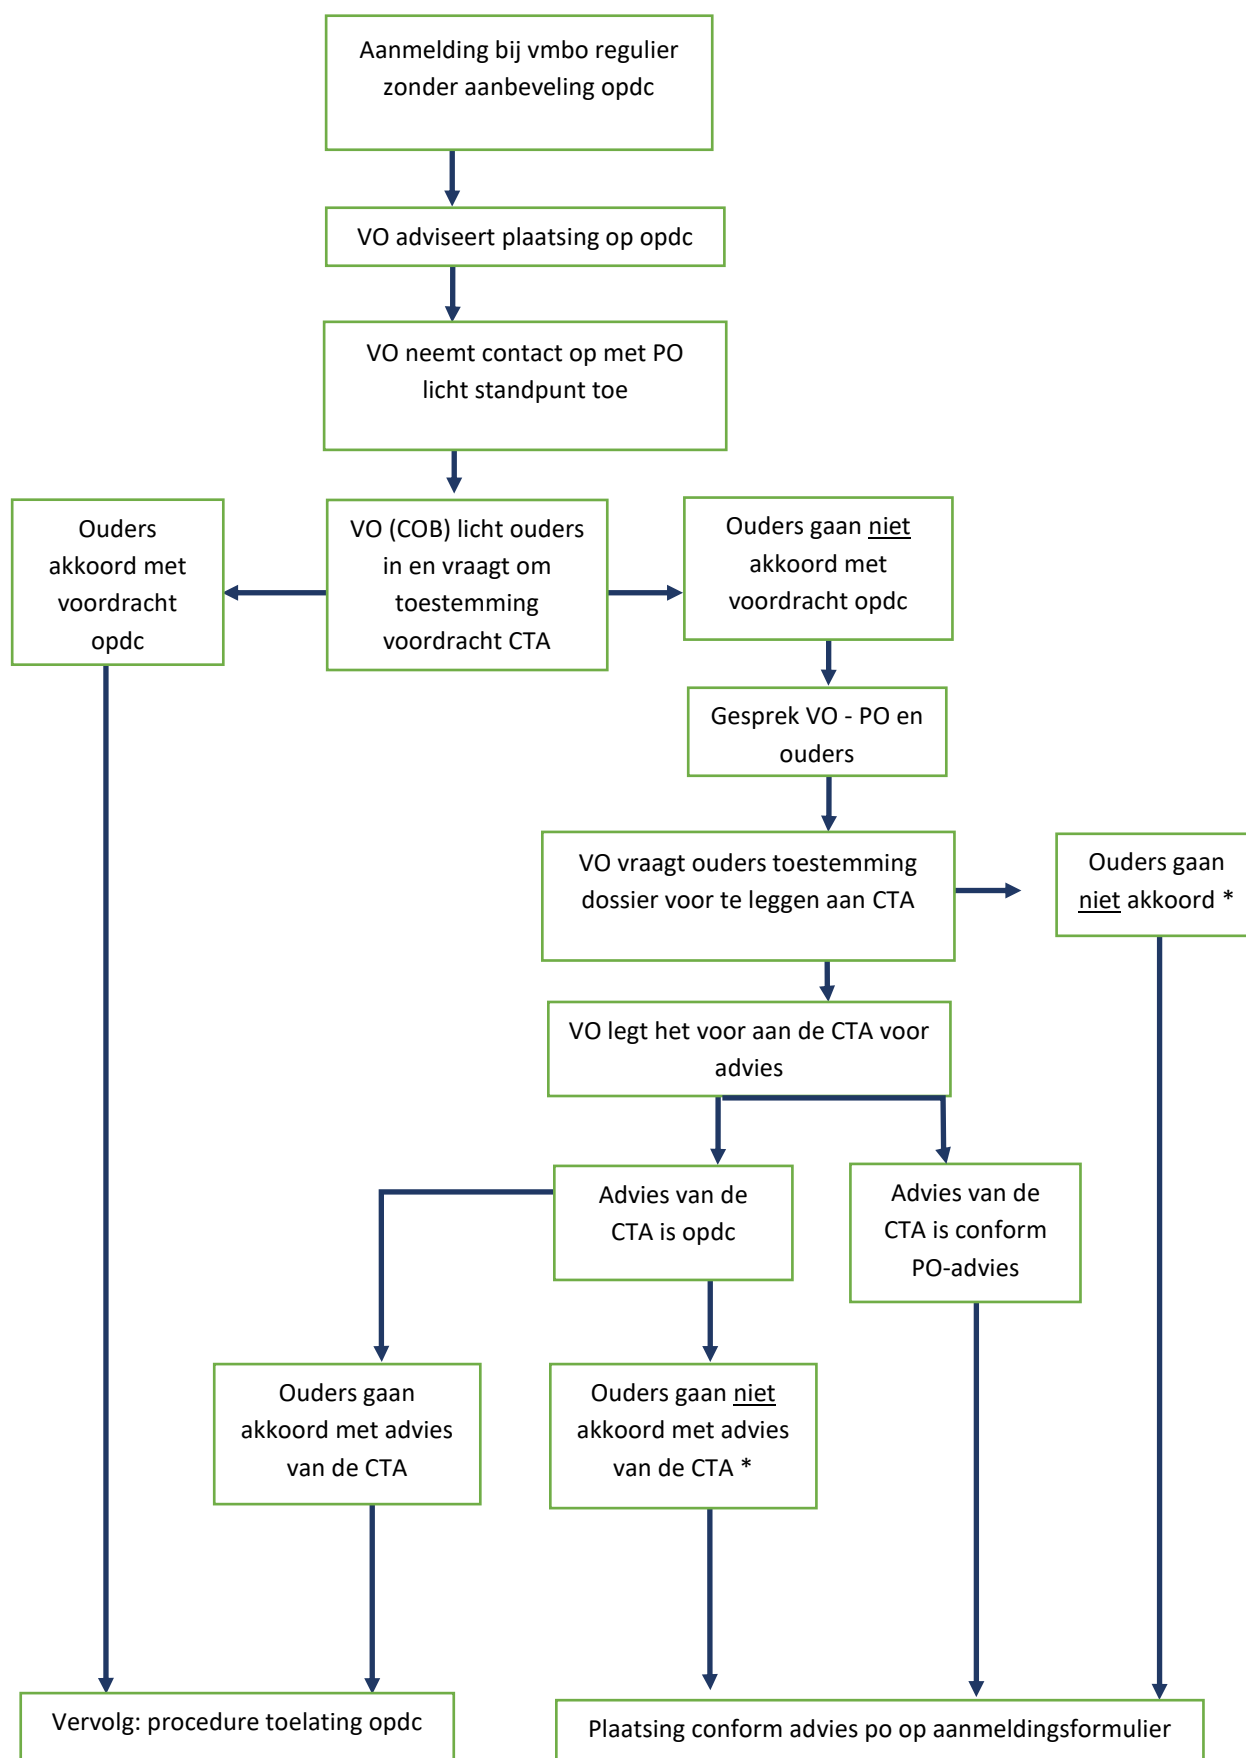 Aanmelding bij vmbo regulier
zonder aanbeveling opdc
VO adviseert plaatsing op opdc
VO neemt contact op met PO
licht standpunt toe
Ouders
akkoord met
voordracht
opdc
VO (COB) licht ouders
in en vraagt om
toestemming
voordracht CTA
Ouders gaan niet
akkoord met
voordracht opdc
Gesprek VO - PO en
ouders
VO vraagt ouders toestemming
dossier voor te leggen aan CTA
Ouders gaan
niet akkoord *
VO legt het voor aan de CTA voor
advies
Advies van de
CTA is opdc
Advies van de
CTA is conform
PO-advies
Ouders gaan
akkoord met advies
van de CTA
Ouders gaan niet
akkoord met advies
van de CTA *
Vervolg: procedure toelating opdc
Plaatsing conform advies po op aanmeldingsformulier